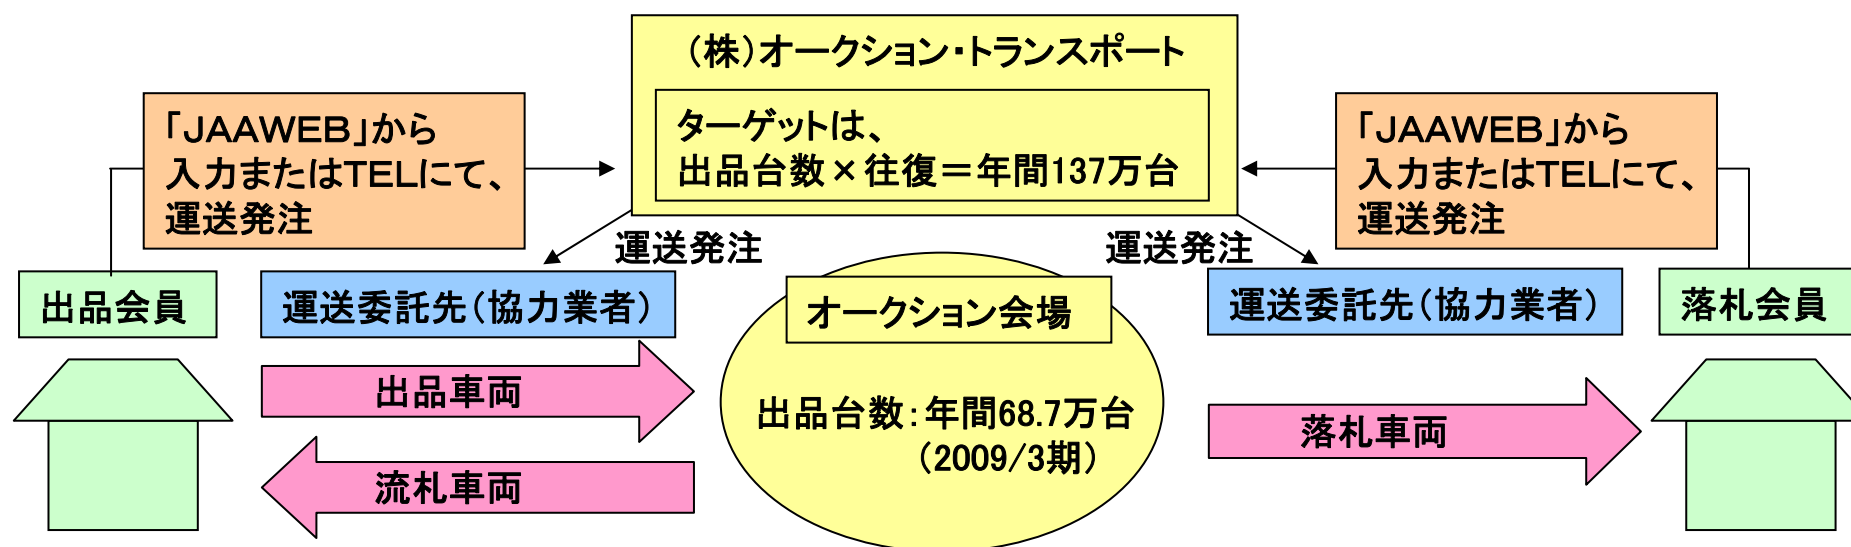 （株）オークション・トランスポート
ターゲットは、
出品台数×往復＝年間137万台
「ＪＡＡＷＥＢ」から
入力またはＴＥＬにて、
運送発注
「ＪＡＡＷＥＢ」から
入力またはＴＥＬにて、
運送発注
運送発注
運送発注
出品会員
運送委託先（協力業者）
オークション会場
運送委託先（協力業者）
落札会員
出品車両
流札車両
出品台数：年間68.7万台
（2009/3期）
落札車両